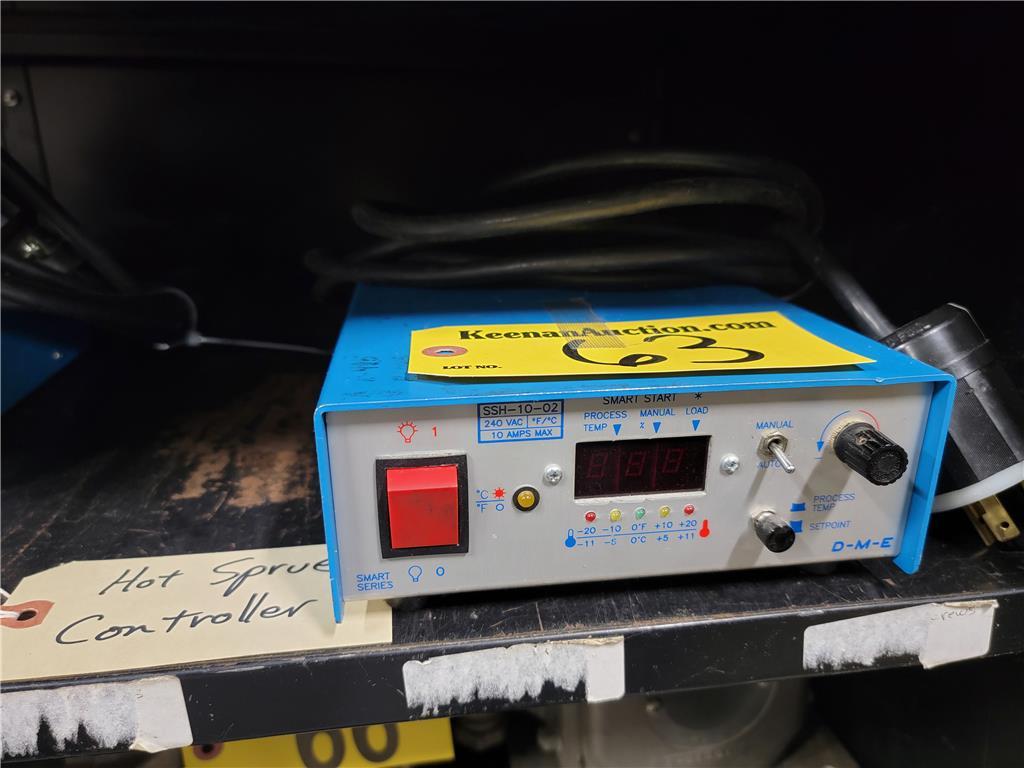 KeenanAuction.com
LOT NO. 63
SMART START *
SSH-10-02
240 VAC °F/°C
10 AMPS MAX
PROCESS TEMP
% MANUAL
LOAD
MANUAL
AUTO
1
°C
°F
-20 -10 0°F +10 +20
-11 -5 0°C +5 +11
PROCESS TEMP
SETPOINT
D-M-E
SMART SERIES
0
Hot Sprue
Controller
60